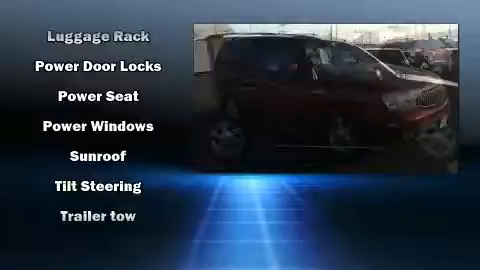 Luggage Rack
Power Door Locks
Power Seat
Power Windows
Sunroof
Tilt Steering
Trailer tow